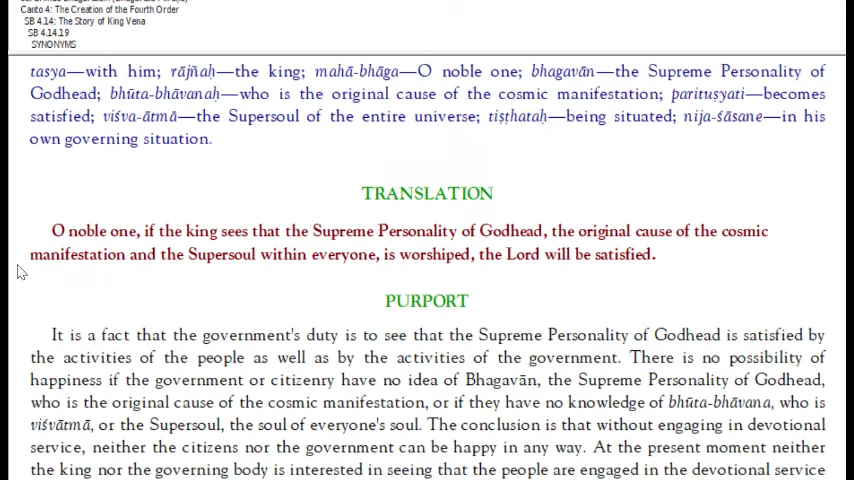 Canto 4: The Creation of the Fourth Order
SB 4.14: The Story of King Vena
SB 4.14.19
SYNONYMS
tasya—with him; rājñaḥ—the king; mahā-bhāga—O noble one; bhagavān—the Supreme Personality of
Godhead; bhūta-bhāvanaḥ—who is the original cause of the cosmic manifestation; parituṣyati—becomes
satisfied; viśva-ātmā—the Supersoul of the entire universe; tiṣṭhataḥ—being situated; nija-śāsane—in his
own governing situation.
TRANSLATION
O noble one, if the king sees that the Supreme Personality of Godhead, the original cause of the cosmic
manifestation and the Supersoul within everyone, is worshiped, the Lord will be satisfied.
PURPORT
It is a fact that the government's duty is to see that the Supreme Personality of Godhead is satisfied by
the activities of the people as well as by the activities of the government. There is no possibility of
happiness if the government or citizenry have no idea of Bhagavān, the Supreme Personality of Godhead,
who is the original cause of the cosmic manifestation, or if they have no knowledge of bhūta-bhāvana, who is
viśvātmā, or the Supersoul, the soul of everyone's soul. The conclusion is that without engaging in devotional
service, neither the citizens nor the government can be happy in any way. At the present moment neither
the king nor the governing body is interested in seeing that the people are engaged in the devotional service